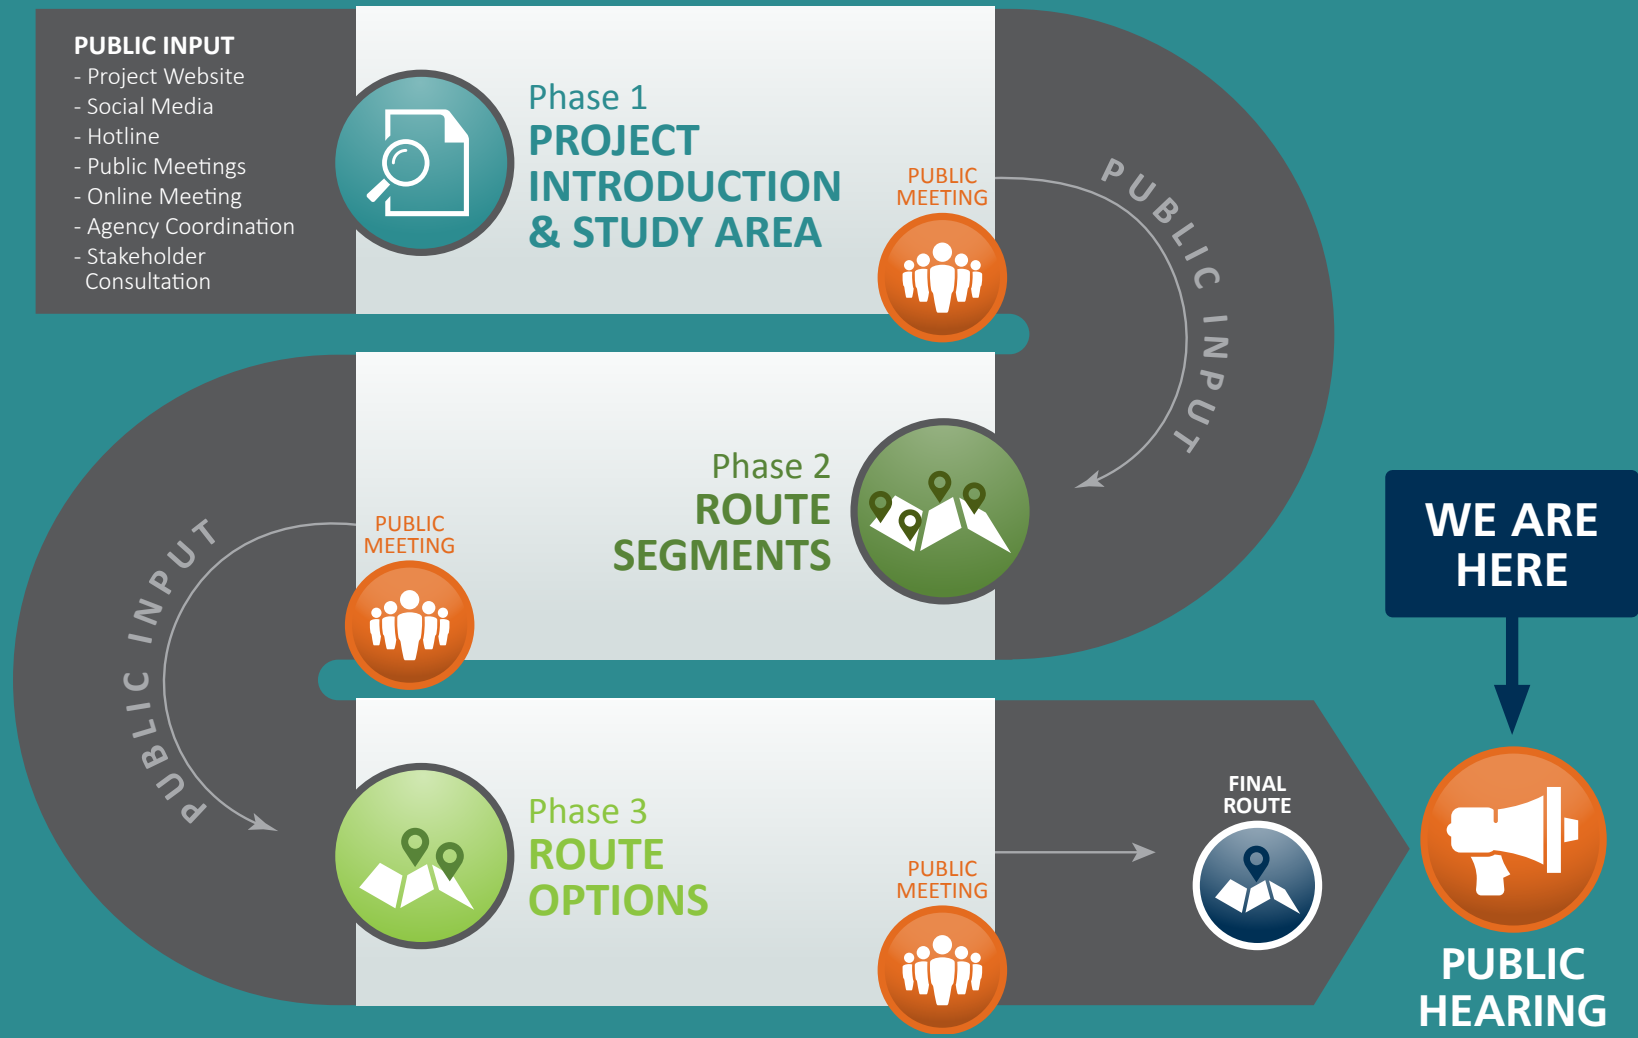 PUBLIC INPUT
- Project Website
- Social Media
- Hotline
- Public Meetings
- Online Meeting
- Agency Coordination
- Stakeholder
Consultation
Phase 1
PROJECT
INTRODUCTION
& STUDY AREA
PUBLIC
MEETING
PUBLIC INPUT
Phase 2
ROUTE
SEGMENTS
PUBLIC
MEETING
PUBLIC INPUT
Phase 3
ROUTE
OPTIONS
PUBLIC
MEETING
FINAL
ROUTE
WE ARE
HERE
PUBLIC
HEARING